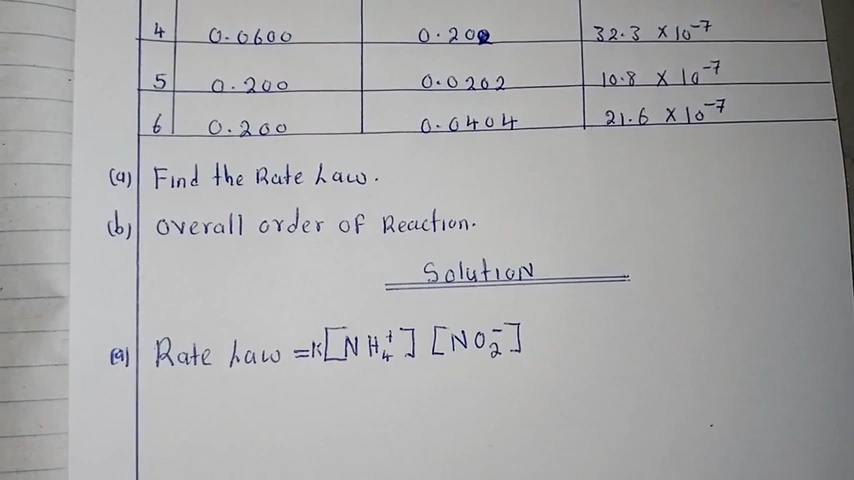 4 0.0600 0.200 32.3 × 10⁻⁷
5 0.200 0.0202 10.8 × 10⁻⁷
6 0.200 0.0404 21.6 × 10⁻⁷
(a) Find the Rate Law.
(b) Overall order of Reaction.
Solution
(a) Rate Law = K[NH₄⁺] [NO₂⁻]